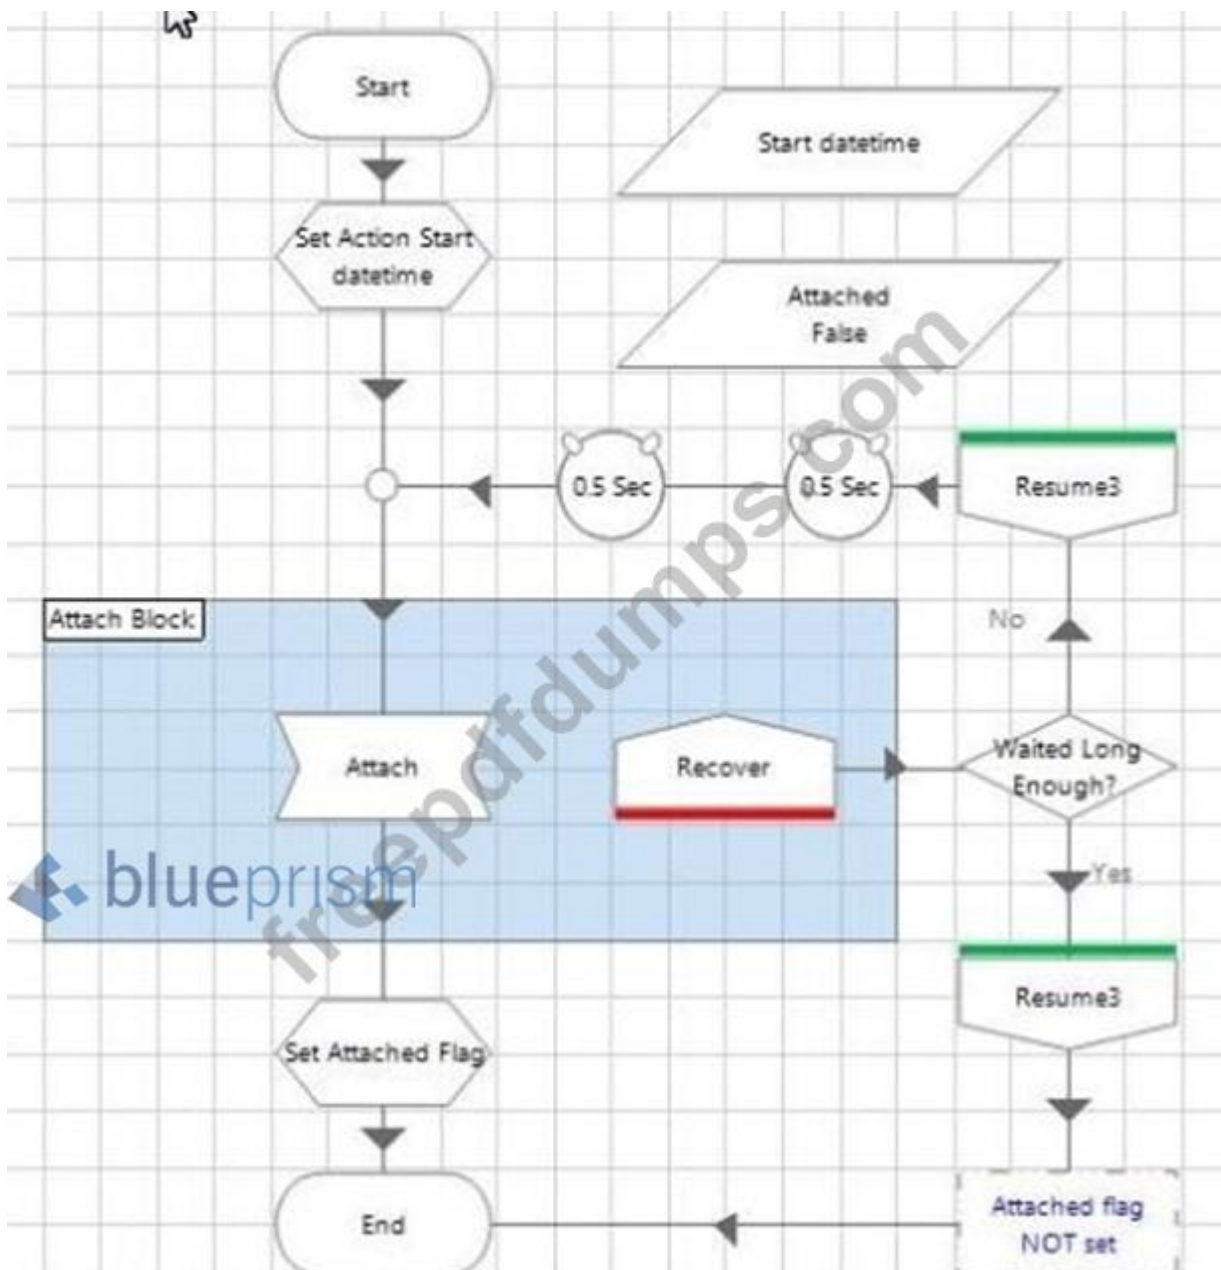 Start
Start datetime
Set Action Start
datetime
Attached
False
0.5 Sec
0.5 Sec
Resume3
Attach Block
No
Attach
Recover
Waited Long
Enough?
blueprism
Yes
Resume3
Set Attached Flag
End
Attached flag
NOT set
freepdfdumps.com